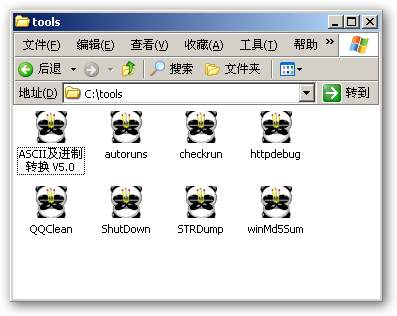 tools
文件(F) 编辑(E) 查看(V) 收藏(A) 工具(T) 帮助 »
后退 搜索 文件夹
地址(D) C:\tools 转到
ASCII及进制
转换 V5.0
autoruns checkrun httpdebug
QQClean ShutDown STRDump winMd5Sum